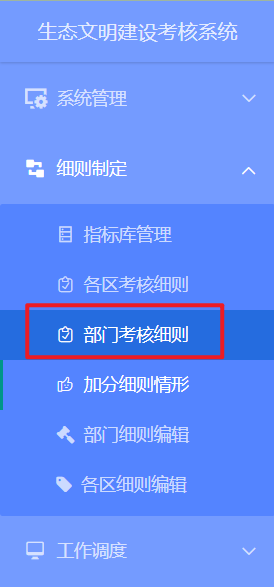 生态文明建设考核系统
系统管理
细则制定
指标库管理
各区考核细则
部门考核细则
加分细则情形
部门细则编辑
各区细则编辑
工作调度